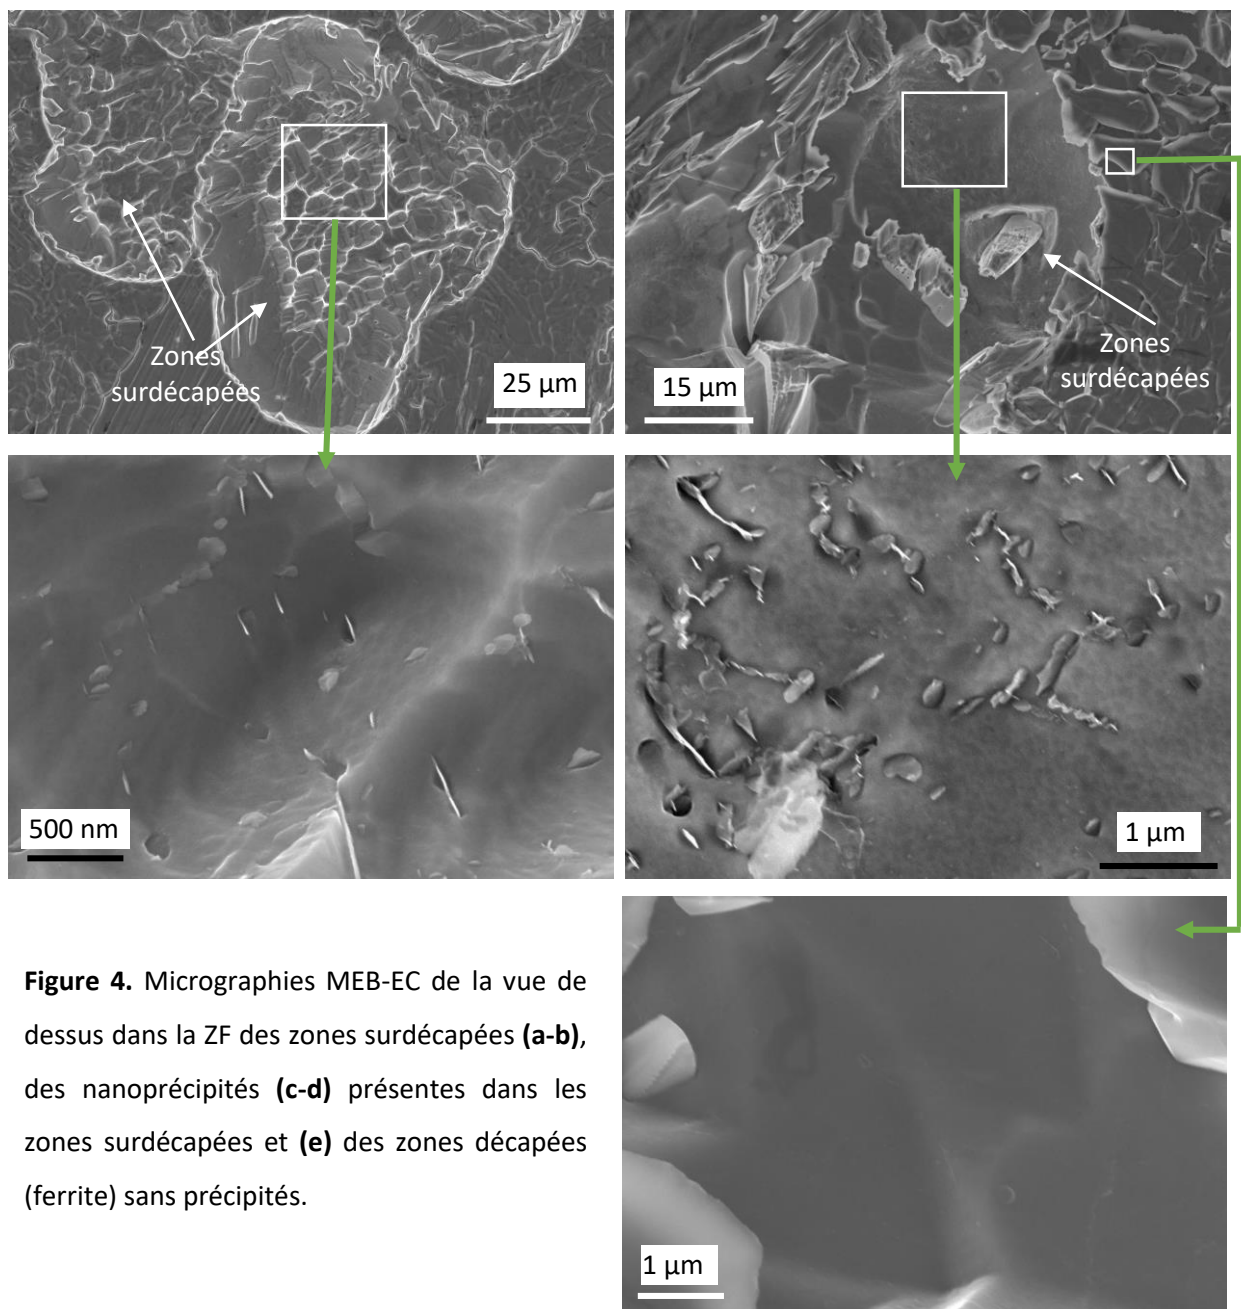 Zones
surdécapées
25 µm
Zones
surdécapées
15 µm
500 nm
1 µm
Figure 4. Micrographies MEB-EC de la vue de
dessus dans la ZF des zones surdécapées (a-b),
des nanoprécipités (c-d) présentes dans les
zones surdécapées et (e) des zones décapées
(ferrite) sans précipités.
1 µm